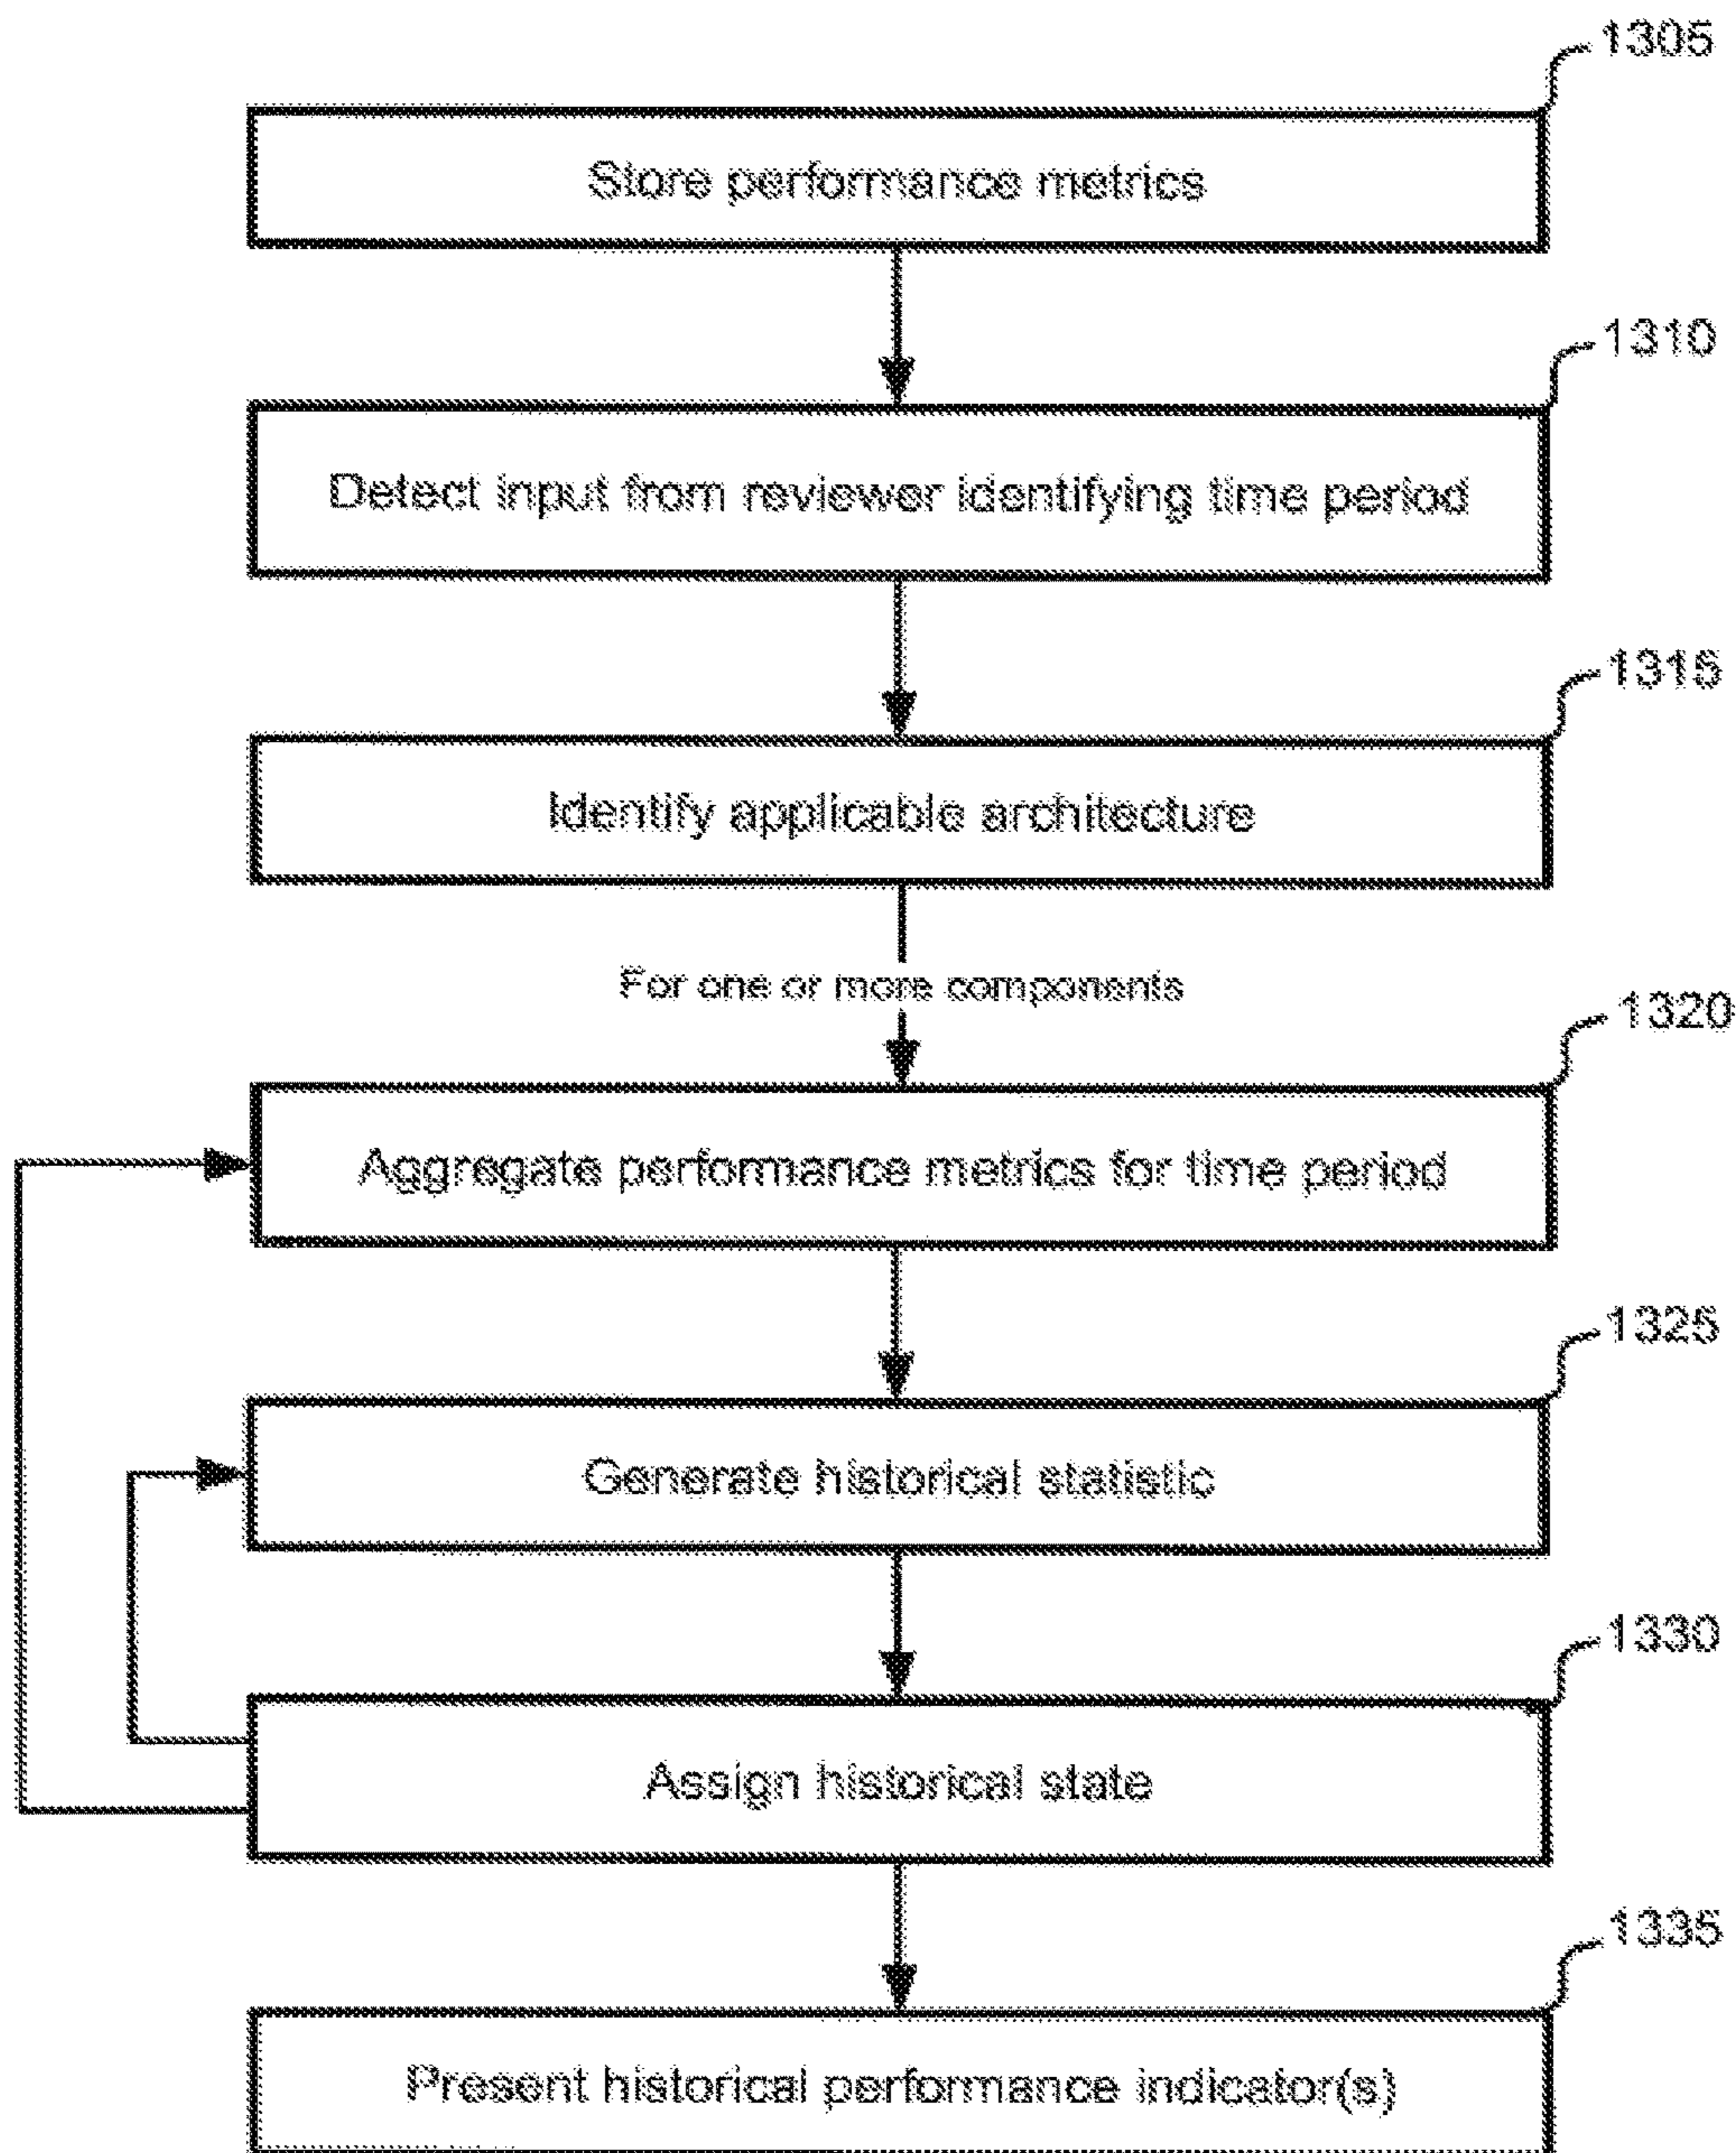 1305
Store performance metrics
1310
Detect input from reviewer identifying time period
1315
Identify applicable architecture
For one or more components
1320
Aggregate performance metrics for time period
1325
Generate historical statistic
1330
Assign historical state
1335
Present historical performance indicator(s)